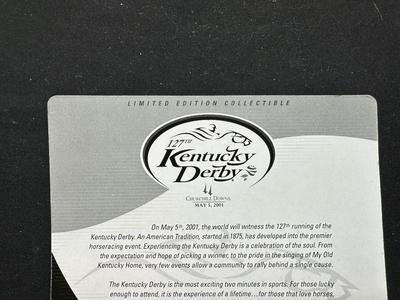 LIMITED EDITION COLLECTIBLE
127TH
Kentucky
Derby
CHURCHILL DOWNS
MAY 5, 2001
On May 5th, 2001, the world will witness the 127th running of the
Kentucky Derby. An American Tradition, started in 1875, has developed into the premier
horseracing event. Experiencing the Kentucky Derby is a celebration of the soul. From
the expectation and hope of picking a winner, to the pride in the singing of My Old
Kentucky Home, very few events allow a community to rally behind a single cause.
The Kentucky Derby is the most exciting two minutes in sports. For those lucky
enough to attend, it is the experience of a lifetime...for those that love horses,